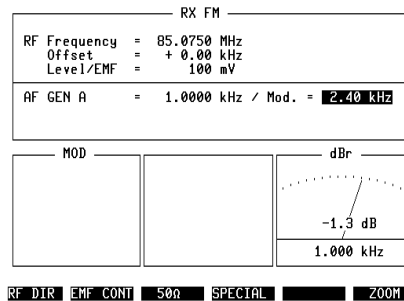 RX FM
RF Frequency = 85.0750 MHz
Offset = + 0.00 kHz
Level/EMF = 100 mV
AF GEN A = 1.0000 kHz / Mod. = 2.40 kHz
MOD
dBr
-1.3 dB
1.000 kHz
RF DIR EMF CONT 50Ω SPECIAL ZOOM